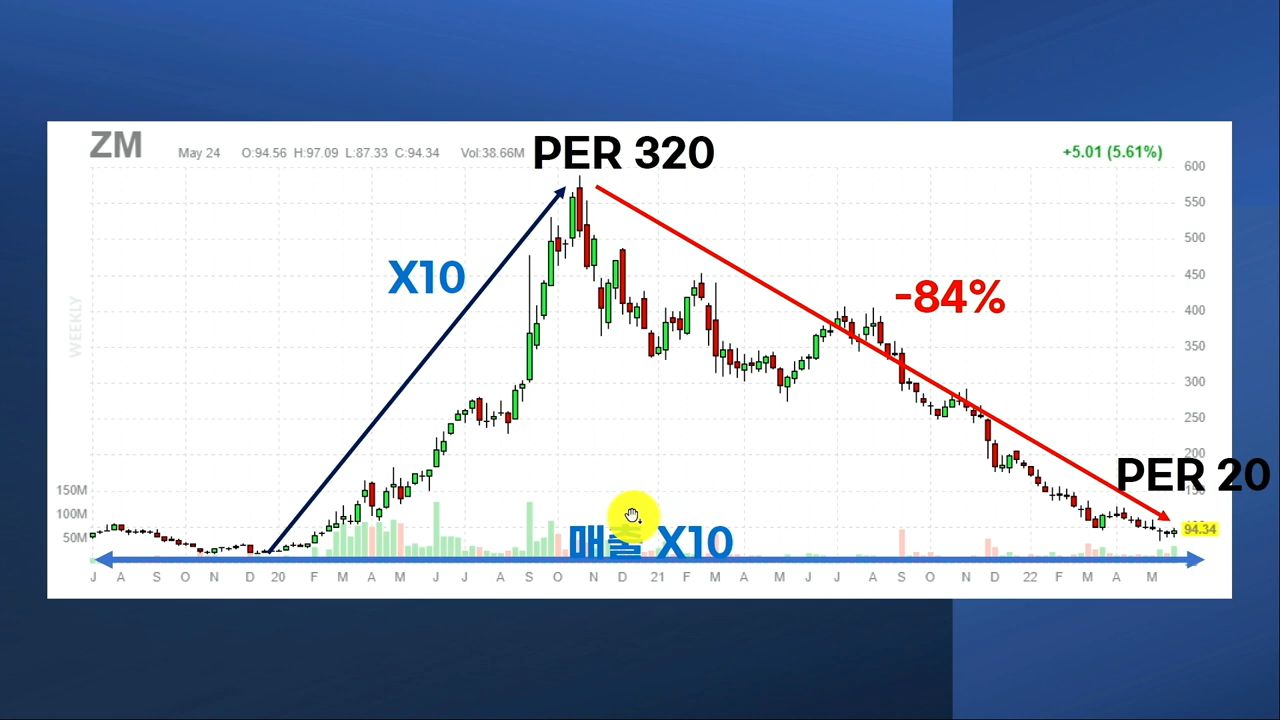 ZM May 24 O:94.56 H:97.09 L:87.33 C:94.34 Vol:38.66M PER 320 +5.01 (5.61%)
600
550
500
X10
450
-84%
400
WEEKLY
350
300
250
200
PER 20
150M
150
100M
94.34
50M
매출 X10
J A S O N D 20 F M A M J J A S O N D 21 F M A M J J A S O N D 22 F M A M